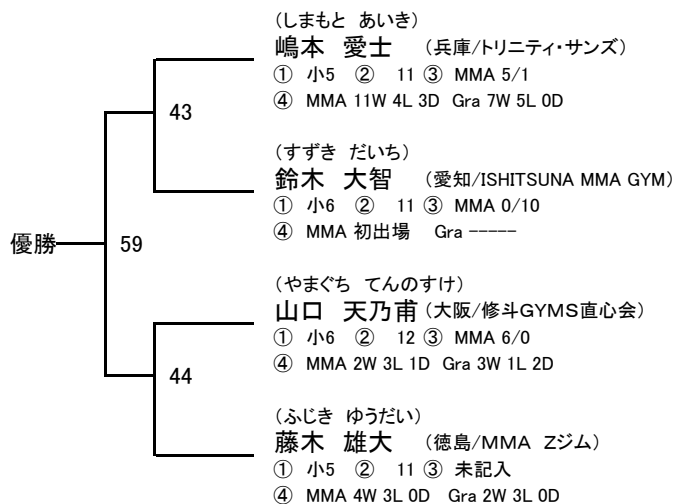 (しまもと あいき)
嶋本 愛士 (兵庫/トリニティ・サンズ)
① 小5 ② 11 ③ MMA 5/1
④ MMA 11W 4L 3D Gra 7W 5L 0D
43
(すずき だいち)
鈴木 大智 (愛知/ISHITSUNA MMA GYM)
① 小6 ② 11 ③ MMA 0/10
④ MMA 初出場 Gra -----
優勝
59
(やまぐち てんのすけ)
山口 天乃甫 (大阪/修斗GYMS直心会)
① 小6 ② 12 ③ MMA 6/0
④ MMA 2W 3L 1D Gra 3W 1L 2D
44
(ふじき ゆうだい)
藤木 雄大 (徳島/MMA Zジム)
① 小5 ② 11 ③ 未記入
④ MMA 4W 3L 0D Gra 2W 3L 0D